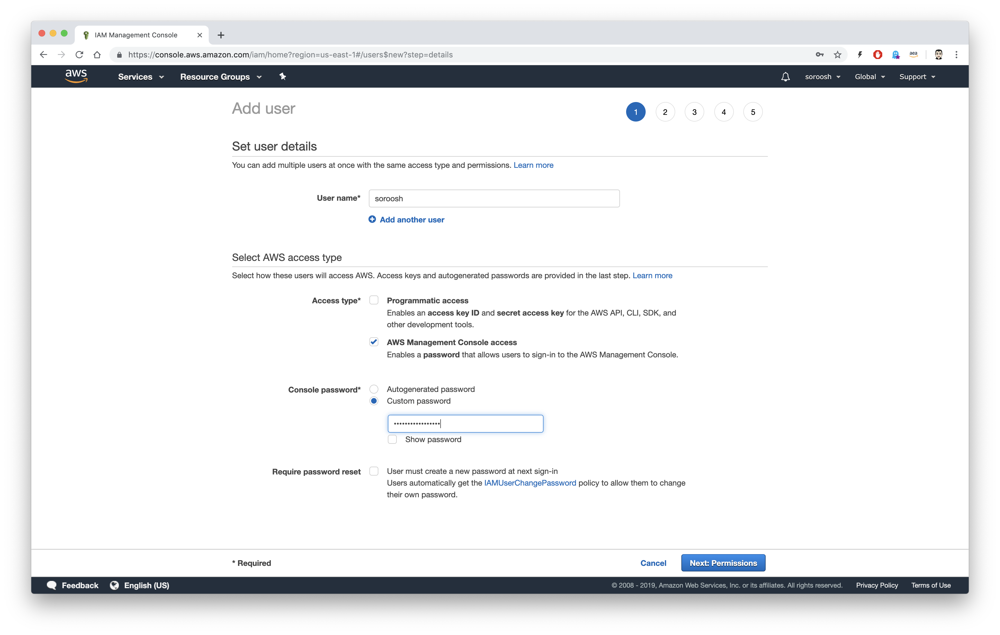 IAM Management Console
https://console.aws.amazon.com/iam/home?region=us-east-1#/users$new?step=details
aea
aws Services Resource Groups soroosh Global Support
Add user 1 2 3 4 5
Set user details
You can add multiple users at once with the same access type and permissions. Learn more
User name* soroosh
Add another user
Select AWS access type
Select how these users will access AWS. Access keys and autogenerated passwords are provided in the last step. Learn more
Access type* Programmatic access
Enables an access key ID and secret access key for the AWS API, CLI, SDK, and
other development tools.
AWS Management Console access
Enables a password that allows users to sign-in to the AWS Management Console.
Console password* Autogenerated password
Custom password
•••••••••••••••••
Show password
Require password reset User must create a new password at next sign-in
Users automatically get the IAMUserChangePassword policy to allow them to change
their own password.
* Required Cancel Next: Permissions
Feedback English (US) © 2008 - 2019, Amazon Web Services, Inc. or its affiliates. All rights reserved. Privacy Policy Terms of Use